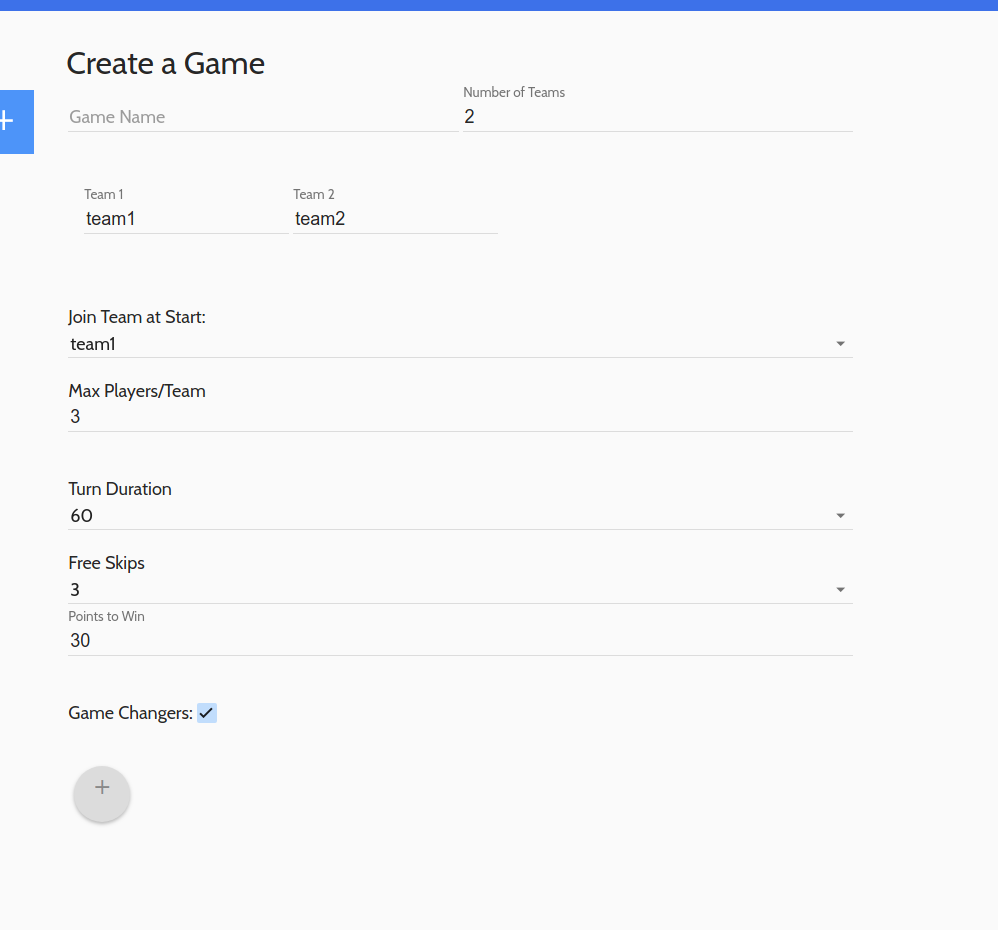 Create a Game
Number of Teams
Game Name
2
Team 1 Team 2
team1 team2
Join Team at Start:
team1
Max Players/Team
3
Turn Duration
60
Free Skips
3
Points to Win
30
Game Changers: